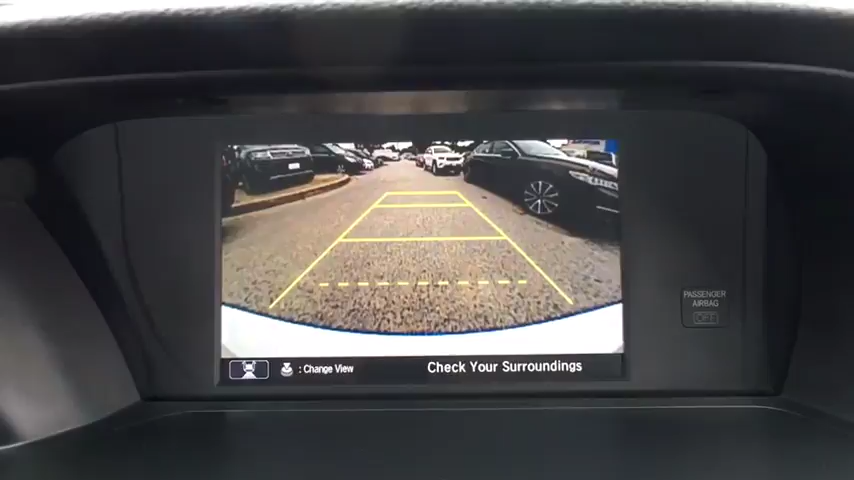 PASSENGER
AIRBAG
OFF
: Change View
Check Your Surroundings